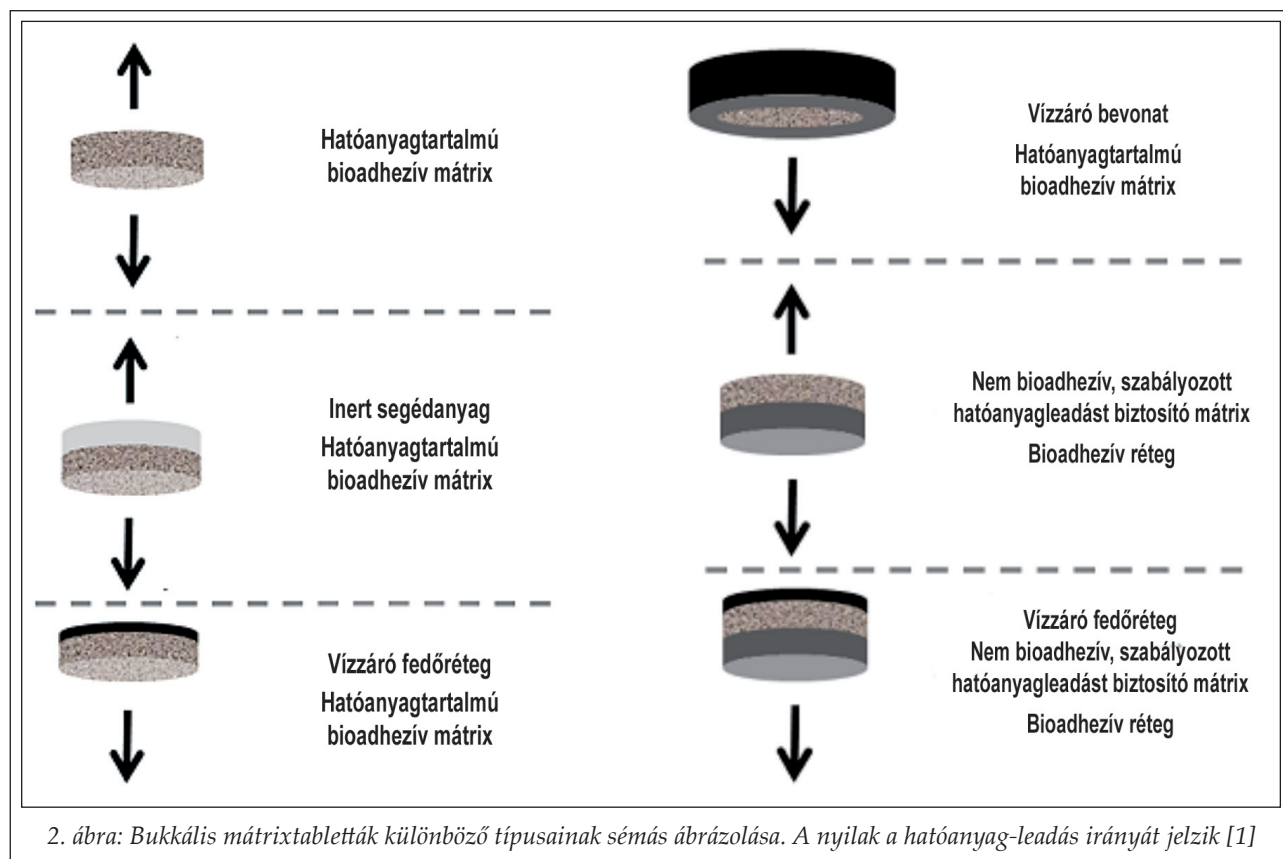 Hatóanyagtartalmú
bioadhezív mátrix
Inert segédanyag
Hatóanyagtartalmú
bioadhezív mátrix
Vízzáró fedőréteg
Hatóanyagtartalmú
bioadhezív mátrix
Vízzáró bevonat
Hatóanyagtartalmú
bioadhezív mátrix
Nem bioadhezív, szabályozott
hatóanyagleadást biztosító mátrix
Bioadhezív réteg
Vízzáró fedőréteg
Nem bioadhezív, szabályozott
hatóanyagleadást biztosító mátrix
Bioadhezív réteg
2. ábra: Bukkális mátrixtabletták különböző típusainak sémás ábrázolása. A nyilak a hatóanyag-leadás irányát jelzik [1]